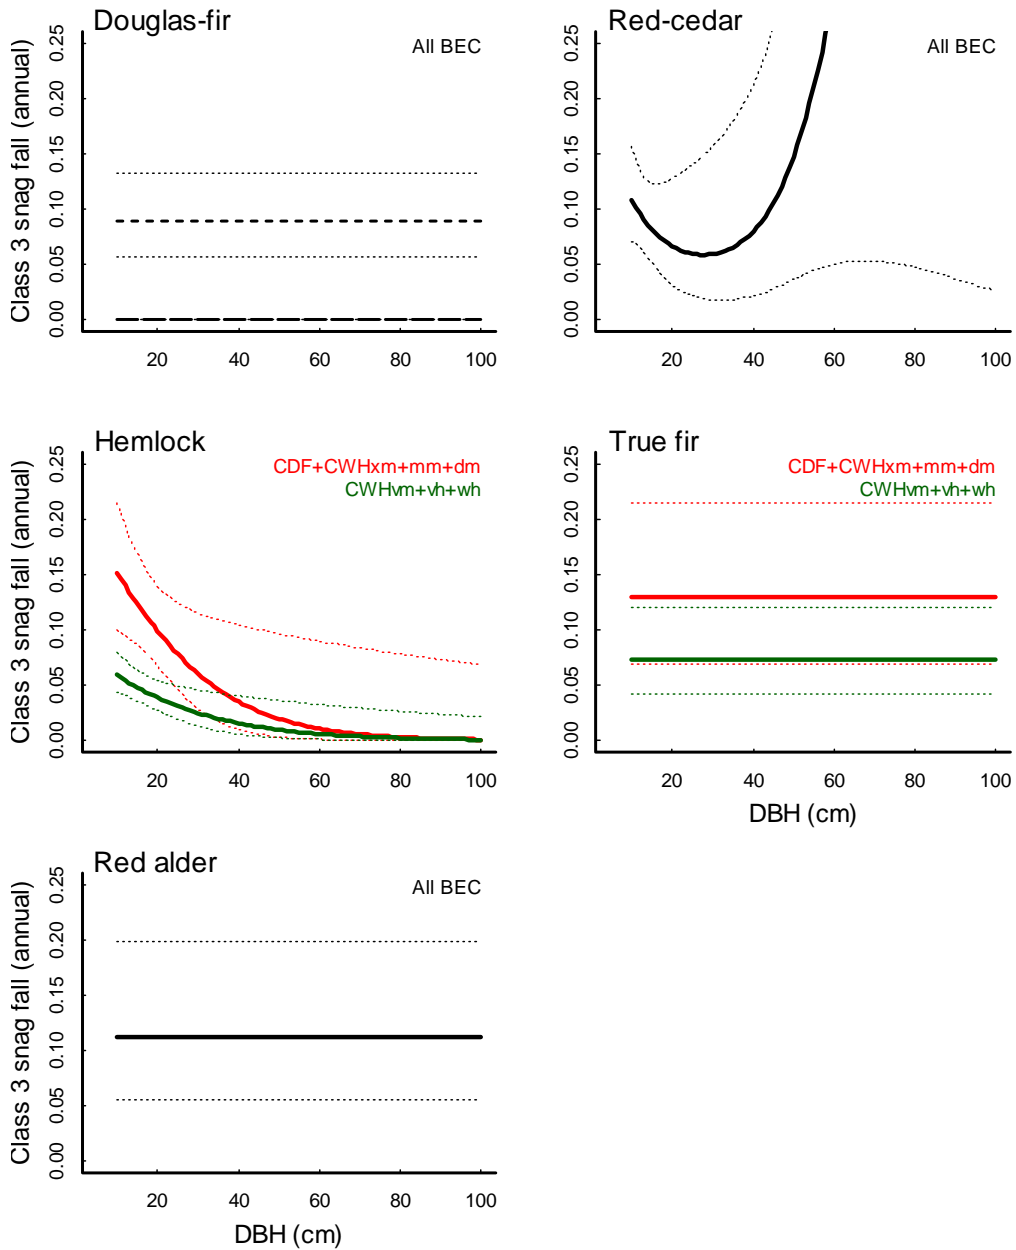 Douglas-fir
All BEC
Class 3 snag fall (annual)
0.00 0.05 0.10 0.15 0.20 0.25
20 40 60 80 100
Red-cedar
All BEC
0.00 0.05 0.10 0.15 0.20 0.25
20 40 60 80 100
Hemlock
CDF+CWHxm+mm+dm
CWHvm+vh+wh
Class 3 snag fall (annual)
0.00 0.05 0.10 0.15 0.20 0.25
20 40 60 80 100
True fir
CDF+CWHxm+mm+dm
CWHvm+vh+wh
0.00 0.05 0.10 0.15 0.20 0.25
20 40 60 80 100
DBH (cm)
Red alder
All BEC
Class 3 snag fall (annual)
0.00 0.05 0.10 0.15 0.20 0.25
20 40 60 80 100
DBH (cm)